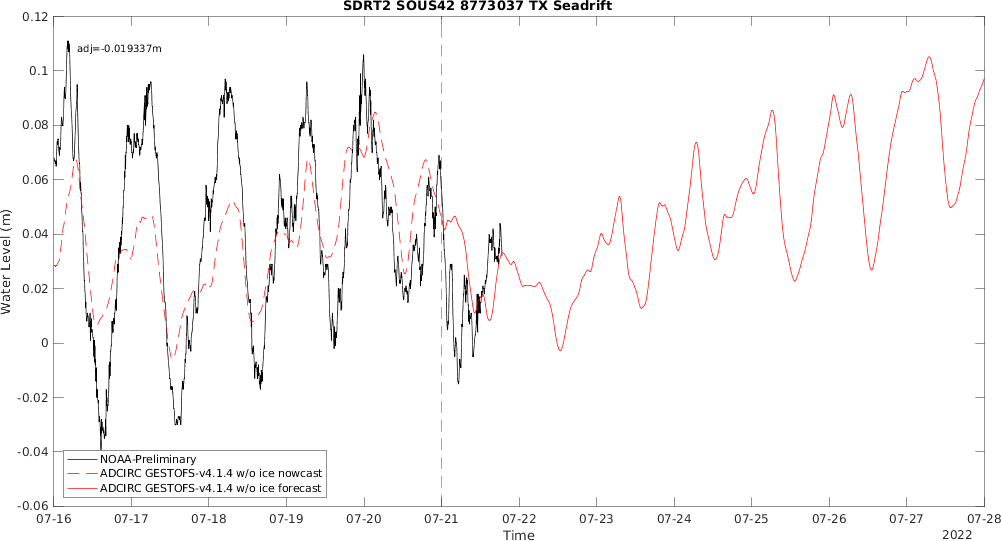 SDRT2 SOUS42 8773037 TX Seadrift
0.12
0.1
0.08
0.06
0.04
0.02
0
-0.02
-0.04
-0.06
Water Level (m)
adj=-0.019337m
NOAA-Preliminary
ADCIRC GESTOFS-v4.1.4 w/o ice nowcast
ADCIRC GESTOFS-v4.1.4 w/o ice forecast
07-16 07-17 07-18 07-19 07-20 07-21 07-22 07-23 07-24 07-25 07-26 07-27 07-28
Time
2022